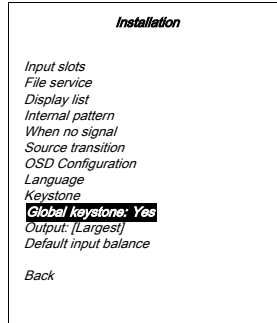 Installation
Input slots
File service
Display list
Internal pattern
When no signal
Source transition
OSD Configuration
Language
Keystone
Global keystone: Yes
Output: [Largest]
Default input balance
Back